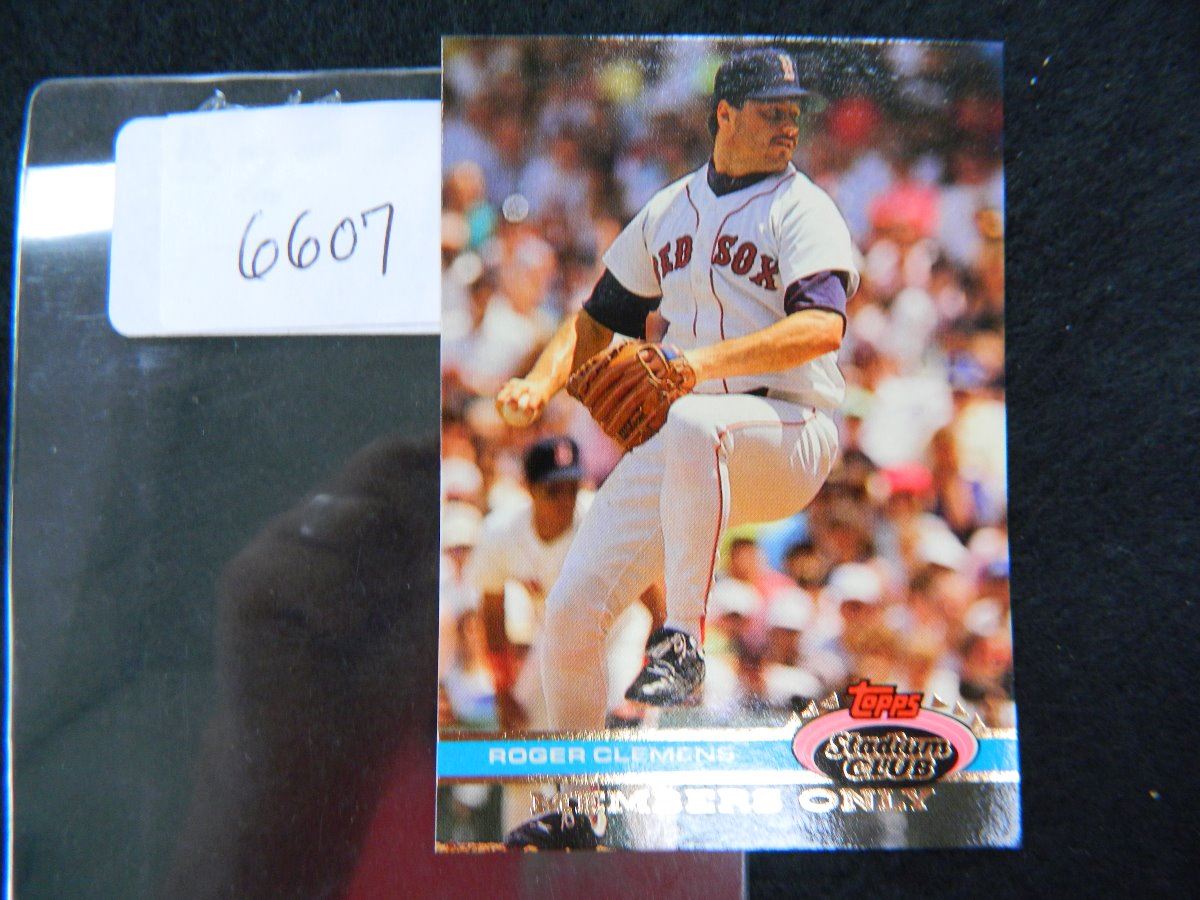 6607
RED SOX
TOPPS
Stadium
CLUB
ROGER CLEMENS
MEMBERS ONLY